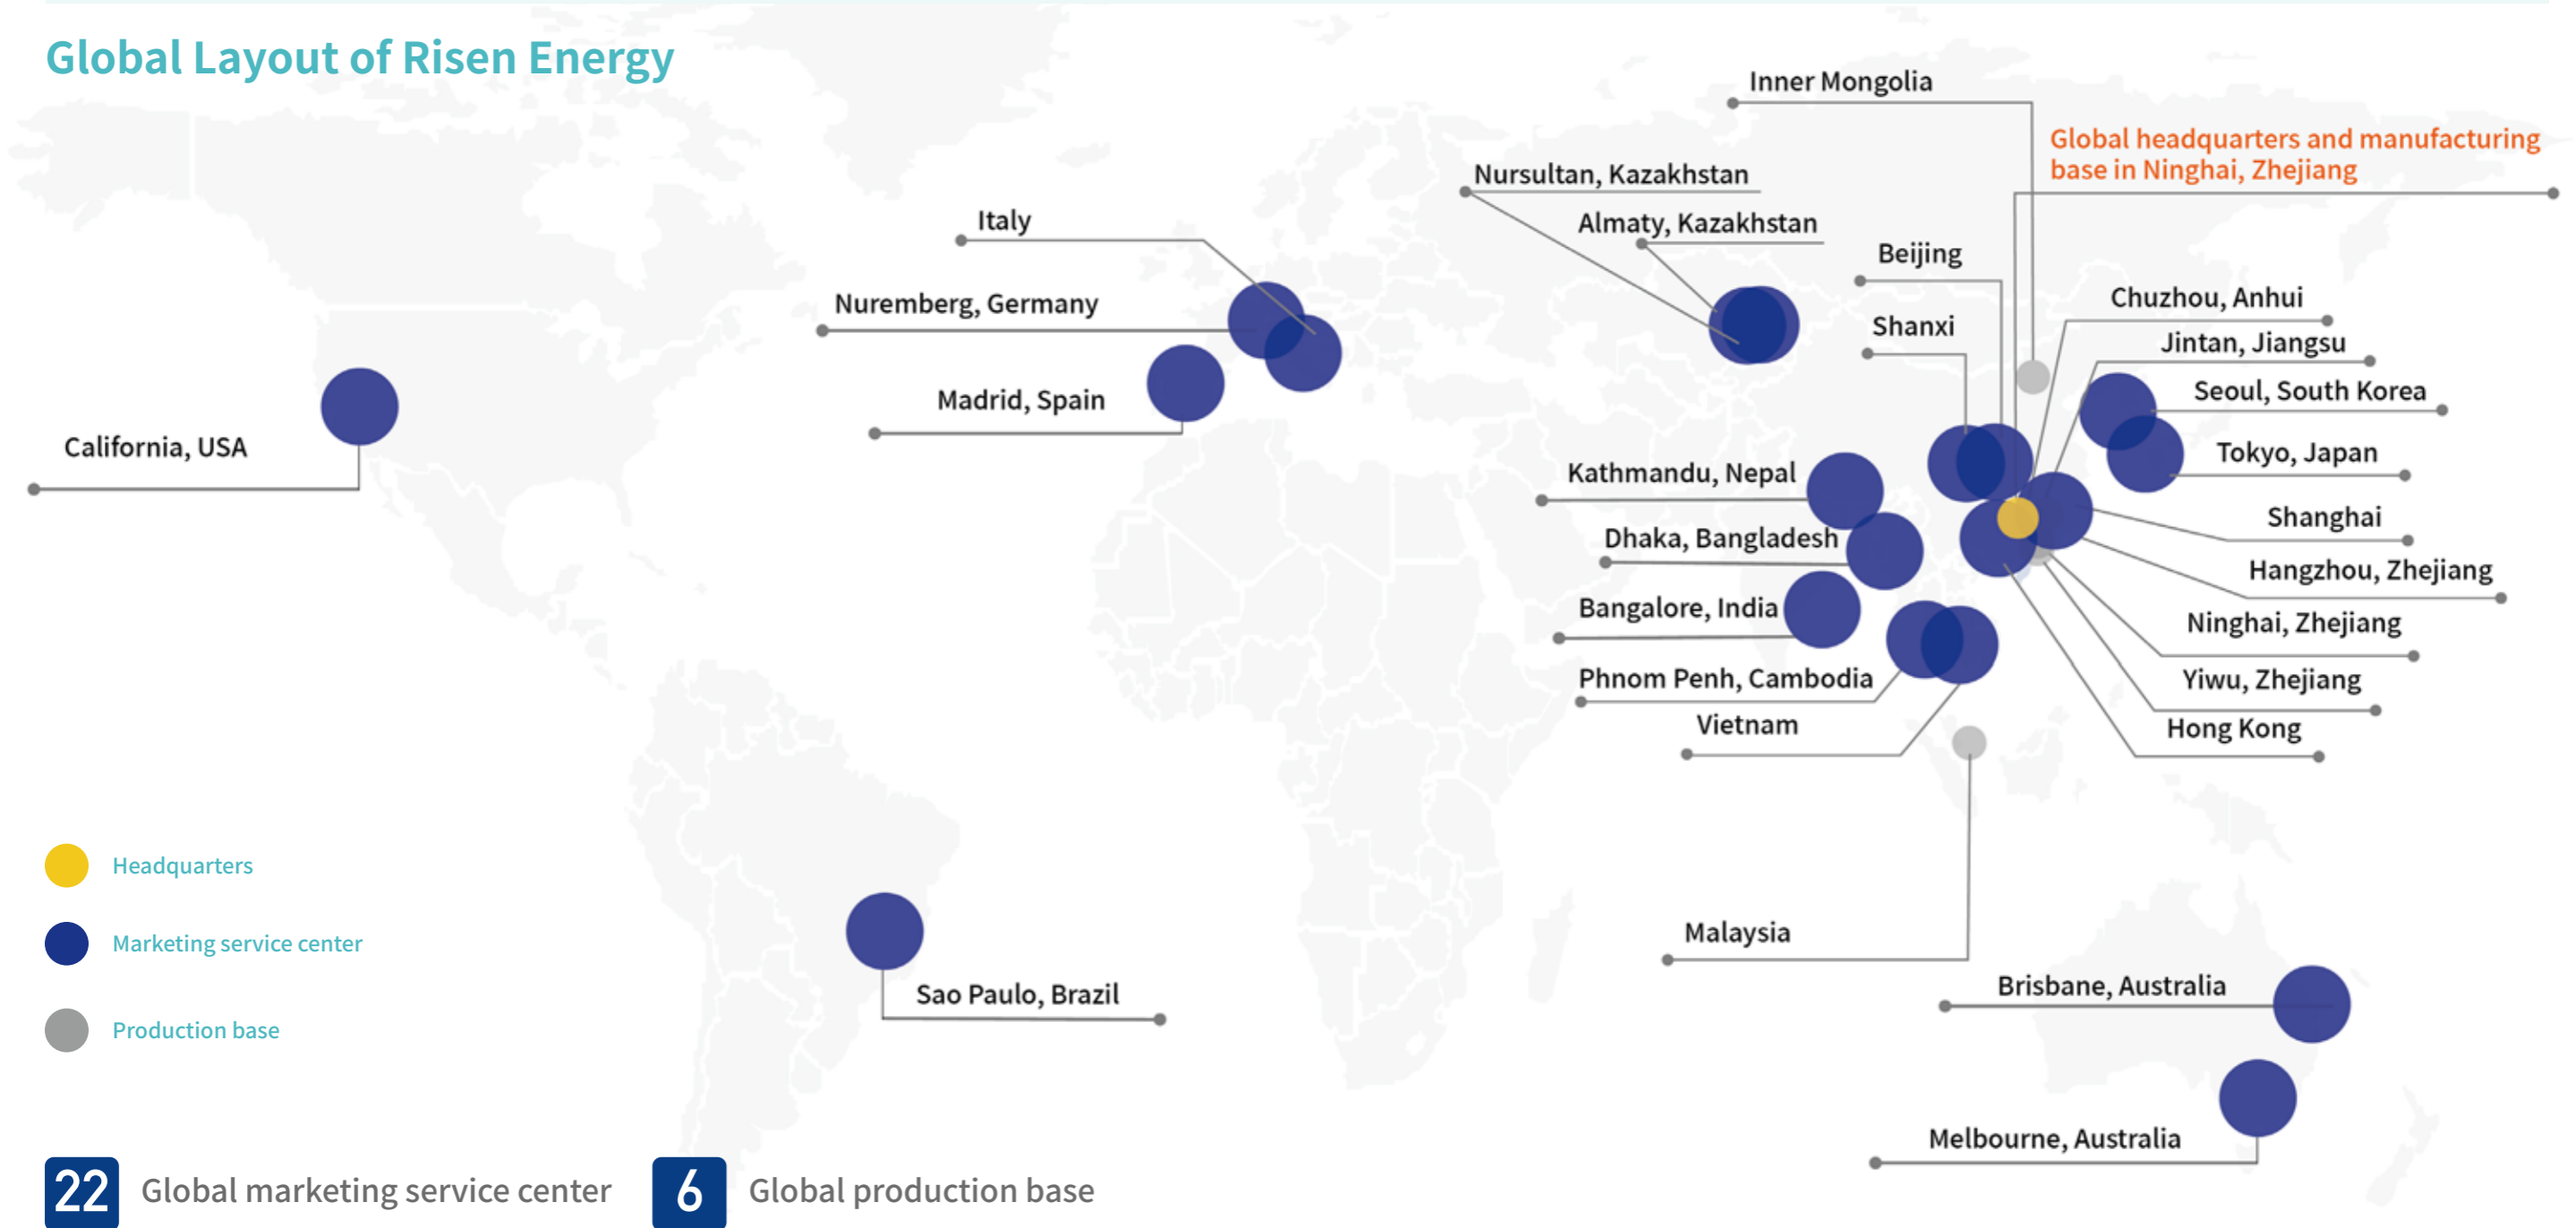 Global Layout of Risen Energy
Inner Mongolia
Global headquarters and manufacturing
base in Ninghai, Zhejiang
Nursultan, Kazakhstan
Almaty, Kazakhstan
Italy
Beijing
Nuremberg, Germany
Chuzhou, Anhui
Shanxi
Jintan, Jiangsu
Madrid, Spain
Seoul, South Korea
California, USA
Tokyo, Japan
Kathmandu, Nepal
Shanghai
Dhaka, Bangladesh
Hangzhou, Zhejiang
Bangalore, India
Ninghai, Zhejiang
Phnom Penh, Cambodia
Yiwu, Zhejiang
Vietnam
Hong Kong
Headquarters
Marketing service center
Production base
Malaysia
Sao Paulo, Brazil
Brisbane, Australia
Melbourne, Australia
22 Global marketing service center
6 Global production base